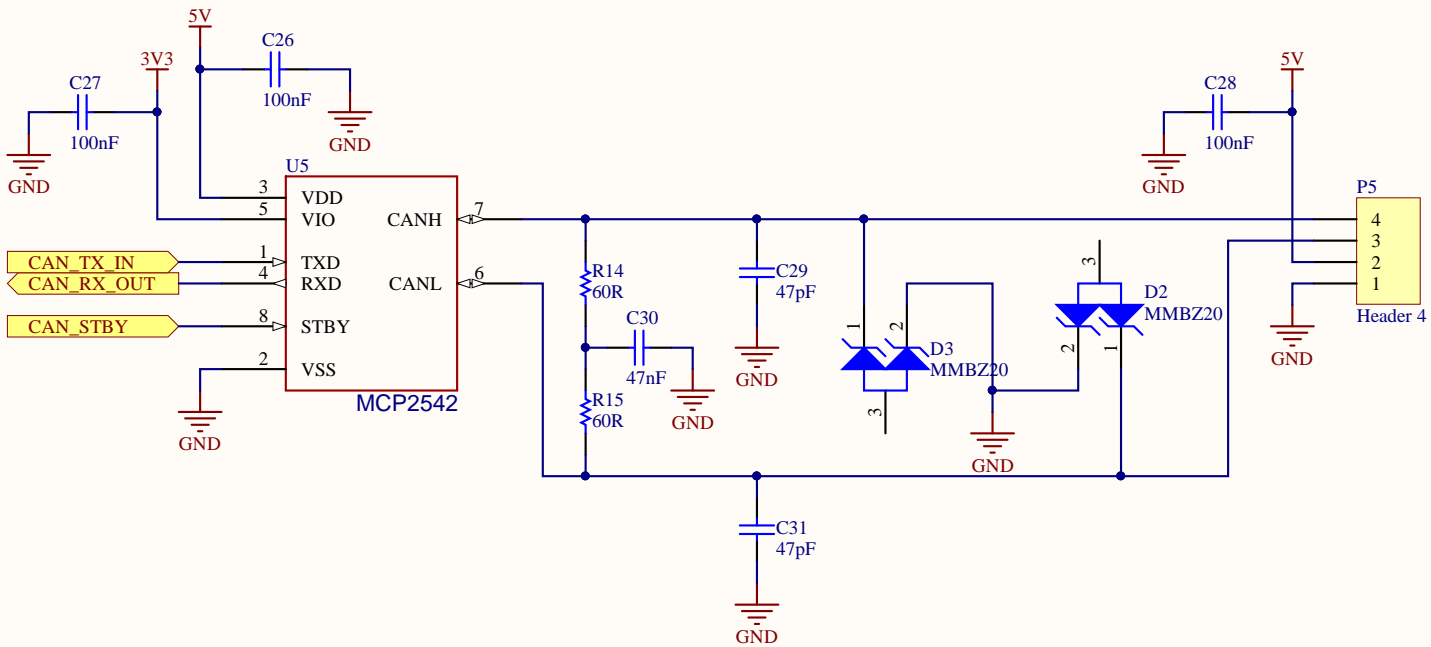 5V
C26
100nF
GND
3V3
C27
100nF
GND
U5
3 VDD
5 VIO
CANH 7
CAN_TX_IN 1 TXD
CAN_RX_OUT 4 RXD
CANL 6
CAN_STBY 8 STBY
2 VSS
GND
MCP2542
R14
60R
C30
47nF
GND
R15
60R
C29
47pF
GND
1
2
D3
MMBZ20
3
GND
3
D2
MMBZ20
2
1
C31
47pF
GND
5V
C28
100nF
GND
P5
4
3
2
1
Header 4
GND